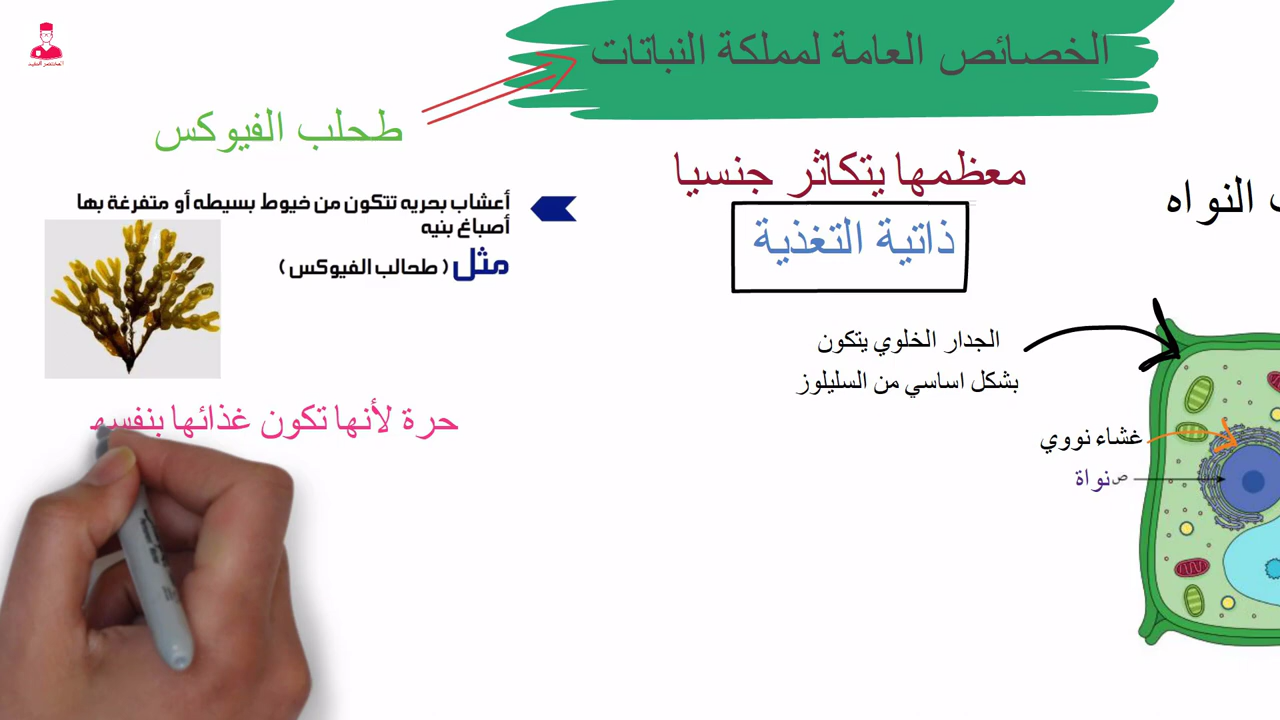 الخصائص العامة لمملكة النباتات
معظمها يتكاثر جنسيا
ذاتية التغذية
النواه
الجدار الخلوي يتكون
بشكل اساسي من السليلوز
غشاء نووي
نواة
ص
طحلب الفيوكس
أعشاب بحريه تتكون من خيوط بسيطه أو متفرغة بها
أصباغ بنيه
مثل ( طحالب الفيوكس )
حرة لأنها تكون غذائها بنفسه